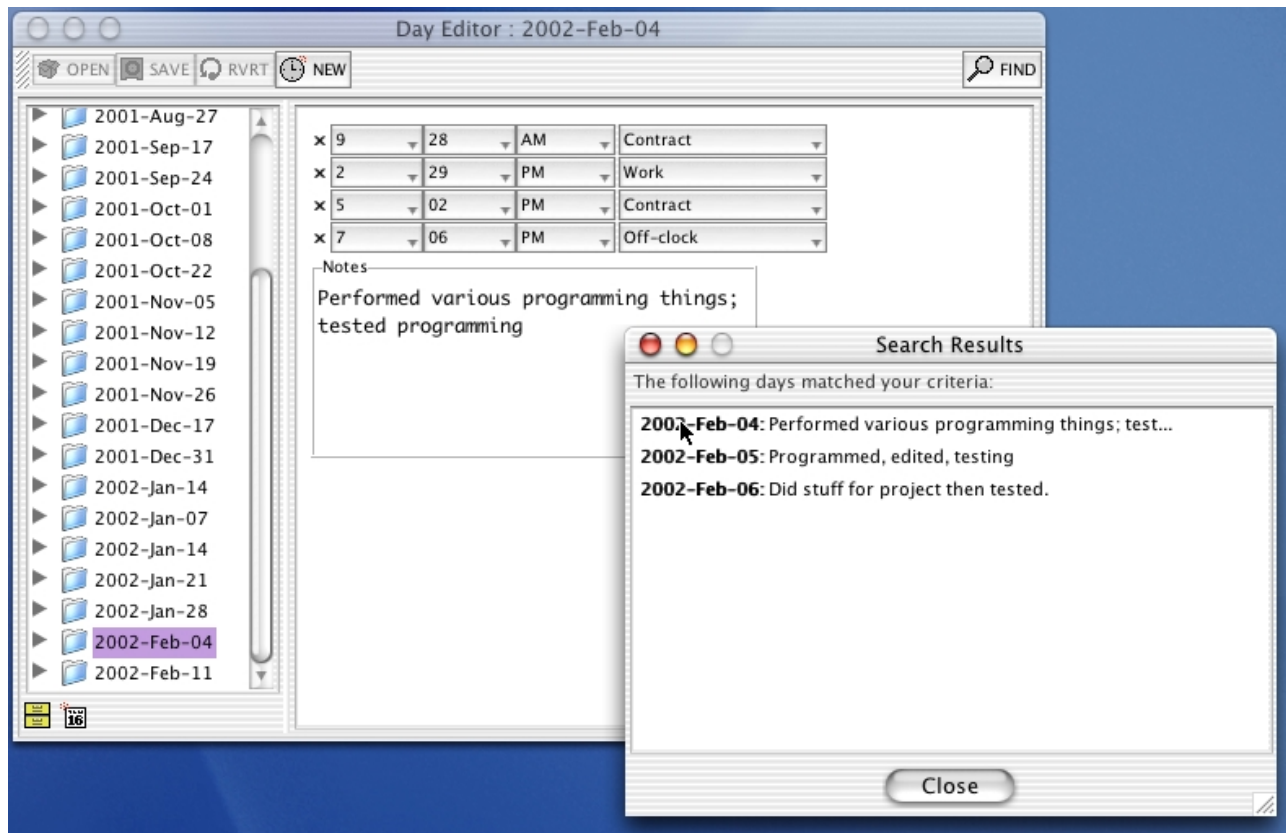 Day Editor : 2002-Feb-04
OPEN SAVE RVRT NEW FIND
2001-Aug-27
2001-Sep-17
2001-Sep-24
2001-Oct-01
2001-Oct-08
2001-Oct-22
2001-Nov-05
2001-Nov-12
2001-Nov-19
2001-Nov-26
2001-Dec-17
2001-Dec-31
2002-Jan-14
2002-Jan-07
2002-Jan-14
2002-Jan-21
2002-Jan-28
2002-Feb-04
2002-Feb-11
16
9 28 AM Contract
2 29 PM Work
5 02 PM Contract
7 06 PM Off-clock
Notes
Performed various programming things;
tested programming
Search Results
The following days matched your criteria:
2002-Feb-04: Performed various programming things; test...
2002-Feb-05: Programmed, edited, testing
2002-Feb-06: Did stuff for project then tested.
Close